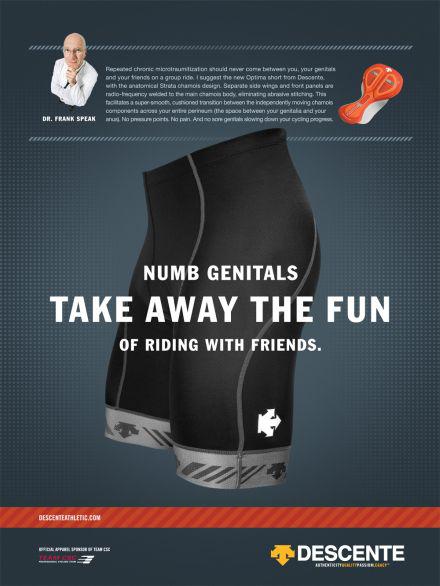 Repeated chronic microtraumitization should never come between you, your genitals
and your friends on a group ride. I suggest the new Optima short from Descente,
with the anatomical Strata chamois design. Separate side wings and front panels are
radio-frequency welded to the main chamois body, eliminating abrasive stitching. This
facilitates a super-smooth, cushioned transition between the independently moving chamois
components across your entire perineum (the space between your genitalia and your
anus). No pressure points. No pain. And no sore genitals slowing down your cycling progress.
DR. FRANK SPEAK
NUMB GENITALS
TAKE AWAY THE FUN
OF RIDING WITH FRIENDS.
DESCENTEATHLETIC.COM
OFFICIAL APPAREL SPONSOR OF TEAM CSC
TEAM CSC
DESCENTE
AUTHENTICITYQUALITYPASSIONLEGACY